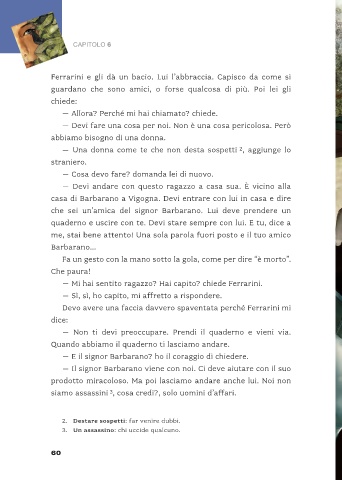 CAPITOLO 6
Ferrarini e gli dà un bacio. Lui l'abbraccia. Capisco da come si
guardano che sono amici, o forse qualcosa di più. Poi lei gli
chiede:
— Allora? Perché mi hai chiamato? chiede.
— Devi fare una cosa per noi. Non è una cosa pericolosa. Però
abbiamo bisogno di una donna.
— Una donna come te che non desta sospetti 2, aggiunge lo
straniero.
— Cosa devo fare? domanda lei di nuovo.
— Devi andare con questo ragazzo a casa sua. È vicino alla
casa di Barbarano a Vigogna. Devi entrare con lui in casa e dire
che sei un'amica del signor Barbarano. Lui deve prendere un
quaderno e uscire con te. Devi stare sempre con lui. E tu, dice a
me, stai bene attento! Una sola parola fuori posto e il tuo amico
Barbarano...
Fa un gesto con la mano sotto la gola, come per dire "è morto".
Che paura!
— Mi hai sentito ragazzo? Hai capito? chiede Ferrarini.
— Sì, sì, ho capito, mi affretto a rispondere.
Devo avere una faccia davvero spaventata perché Ferrarini mi
dice:
— Non ti devi preoccupare. Prendi il quaderno e vieni via.
Quando abbiamo il quaderno ti lasciamo andare.
— E il signor Barbarano? ho il coraggio di chiedere.
— Il signor Barbarano viene con noi. Ci deve aiutare con il suo
prodotto miracoloso. Ma poi lasciamo andare anche lui. Noi non
siamo assassini 3, cosa credi?, solo uomini d'affari.
2. Destare sospetti: far venire dubbi.
3. Un assassino: chi uccide qualcuno.
60